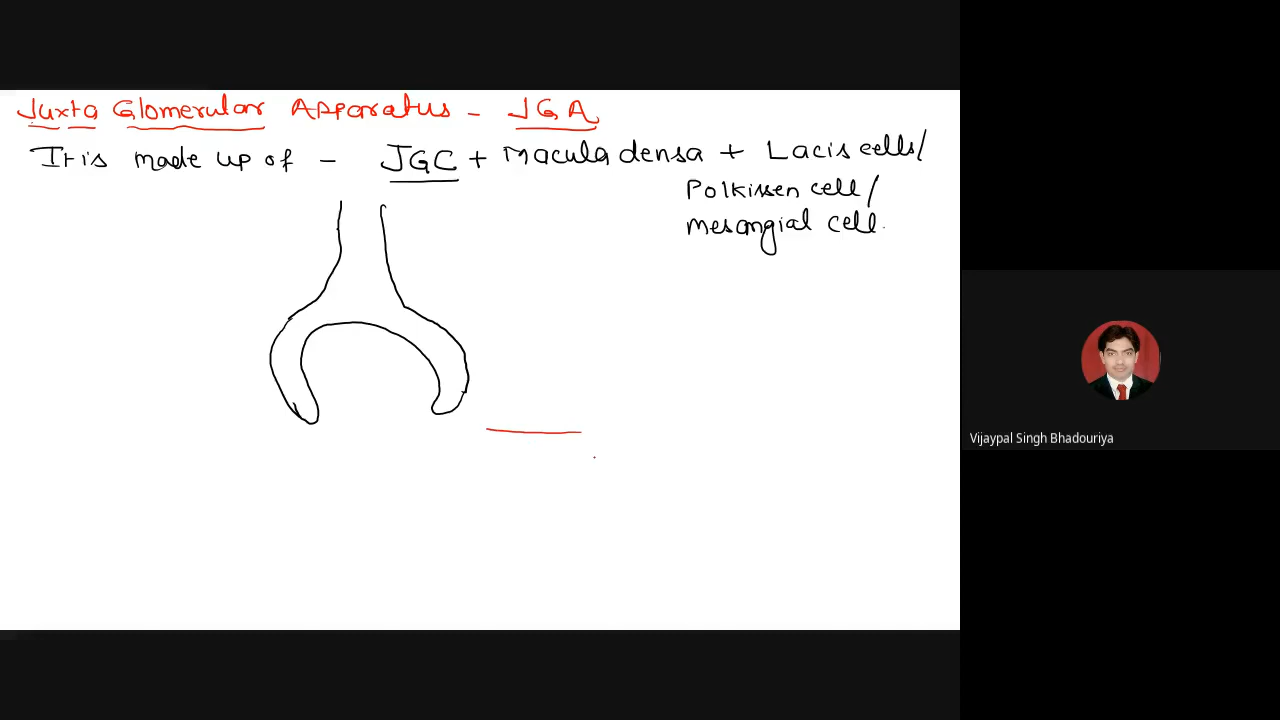 Juxta Glomerular Apparatus - JGA
It is made up of - JGC + Macula densa + Lacis cells/
Polkissen cell/
mesangial cell.
Vijaypal Singh Bhadouriya